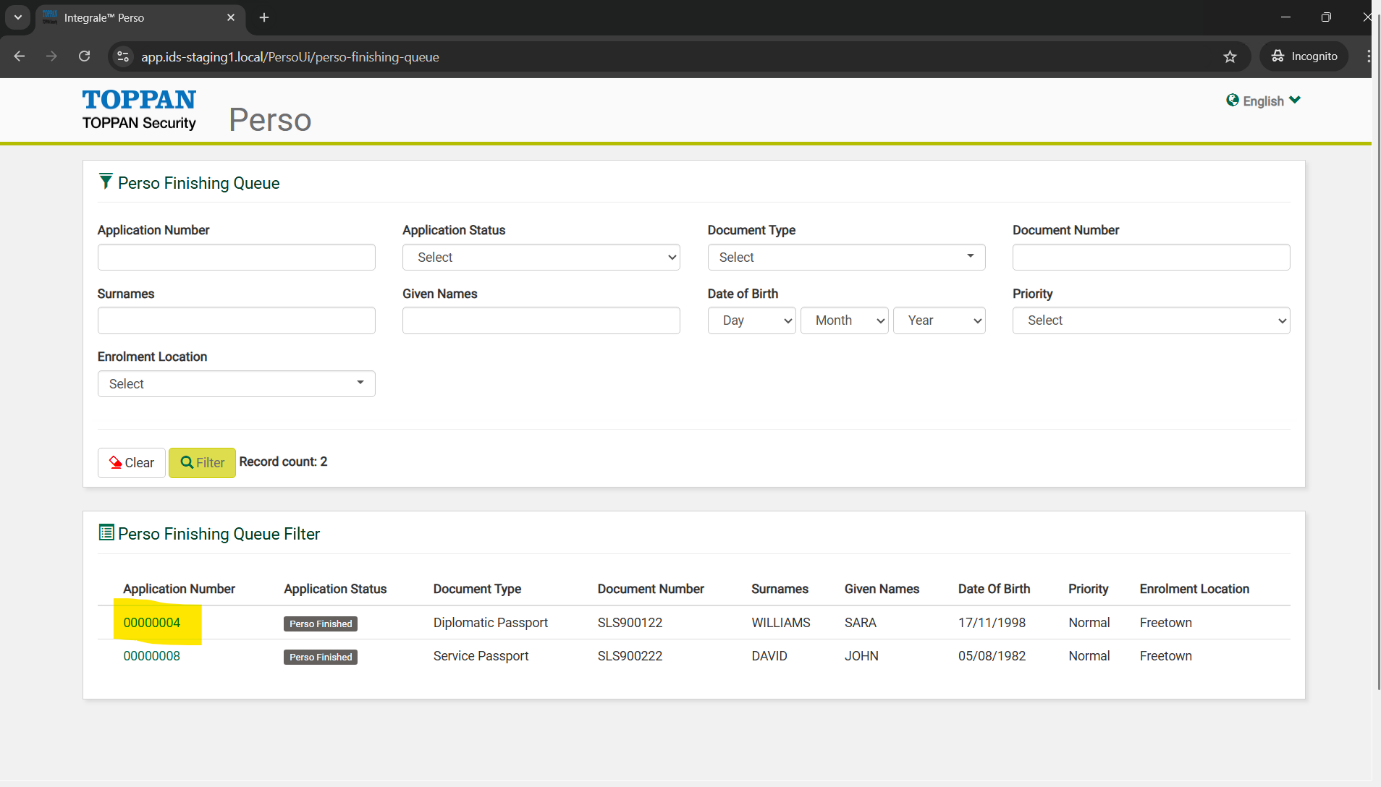 Integrale™ Perso
app.ids-staging1.local/PersoUi/perso-finishing-queue
Incognito
TOPPAN
TOPPAN Security
Perso
English
Perso Finishing Queue
Application Number Application Status Document Type Document Number
Select Select
Surnames Given Names Date of Birth Priority
Day Month Year Select
Enrolment Location
Select
Clear Filter Record count: 2
Perso Finishing Queue Filter
Application Number Application Status Document Type Document Number Surnames Given Names Date Of Birth Priority Enrolment Location
00000004 Perso Finished Diplomatic Passport SLS900122 WILLIAMS SARA 17/11/1998 Normal Freetown
00000008 Perso Finished Service Passport SLS900222 DAVID JOHN 05/08/1982 Normal Freetown